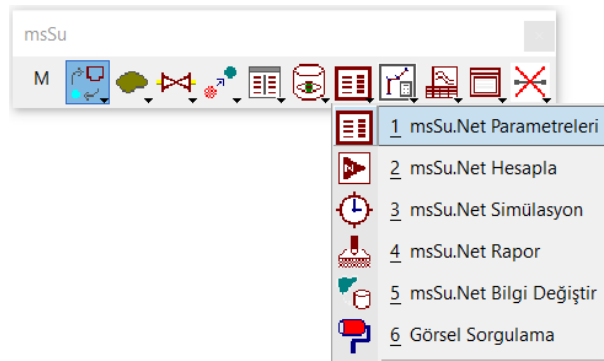 msSu
M
1 msSu.Net Parametreleri
2 msSu.Net Hesapla
3 msSu.Net Simülasyon
4 msSu.Net Rapor
5 msSu.Net Bilgi Değiştir
6 Görsel Sorgulama